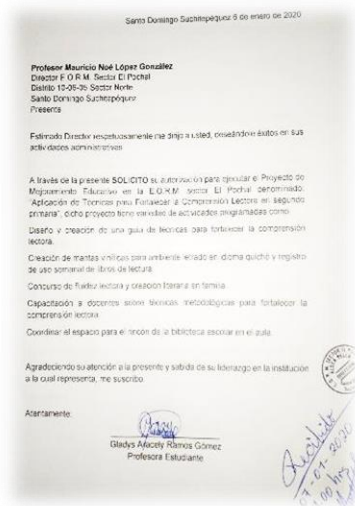 Santo Domingo Suchitepéquez 6 de enero de 2020
Profesor Mauricio Noé López González
Director E.O.R.M. Sector El Pochal
Distrito 10-06-35 Sector Norte
Santo Domingo Suchitepéquez
Presente
Estimado Director respetuosamente me dirijo a usted, deseándole éxitos en sus
actividades administrativas.
A través de la presente SOLICITO su autorización para ejecutar el Proyecto de
Mejoramiento Educativo en la E.O.R.M. sector El Pochal denominado:
"Aplicación de Técnicas para Fortalecer la Comprensión Lectora en segundo
primaria", dicho proyecto tiene variedad de actividades programadas como:
Diseño y creación de una guía de técnicas para fortalecer la comprensión
lectora.
Creación de mantas vinílicas para ambiente letrado en idioma quiché y registro
de uso semanal de libros de lectura.
Concurso de fluidez lectora y creación literaria en familia.
Capacitación a docentes sobre técnicas metodológicas para fortalecer la
comprensión lectora.
Coordinar el espacio para el rincón de la biblioteca escolar en el aula.
Agradeciendo su atención a la presente y sabida de su liderazgo en la institución
a la cual representa, me suscribo.
Atentamente:
Gladys Aracely Ramos Gómez
Profesora Estudiante
Recibido
07-01-2020
:00 hrs